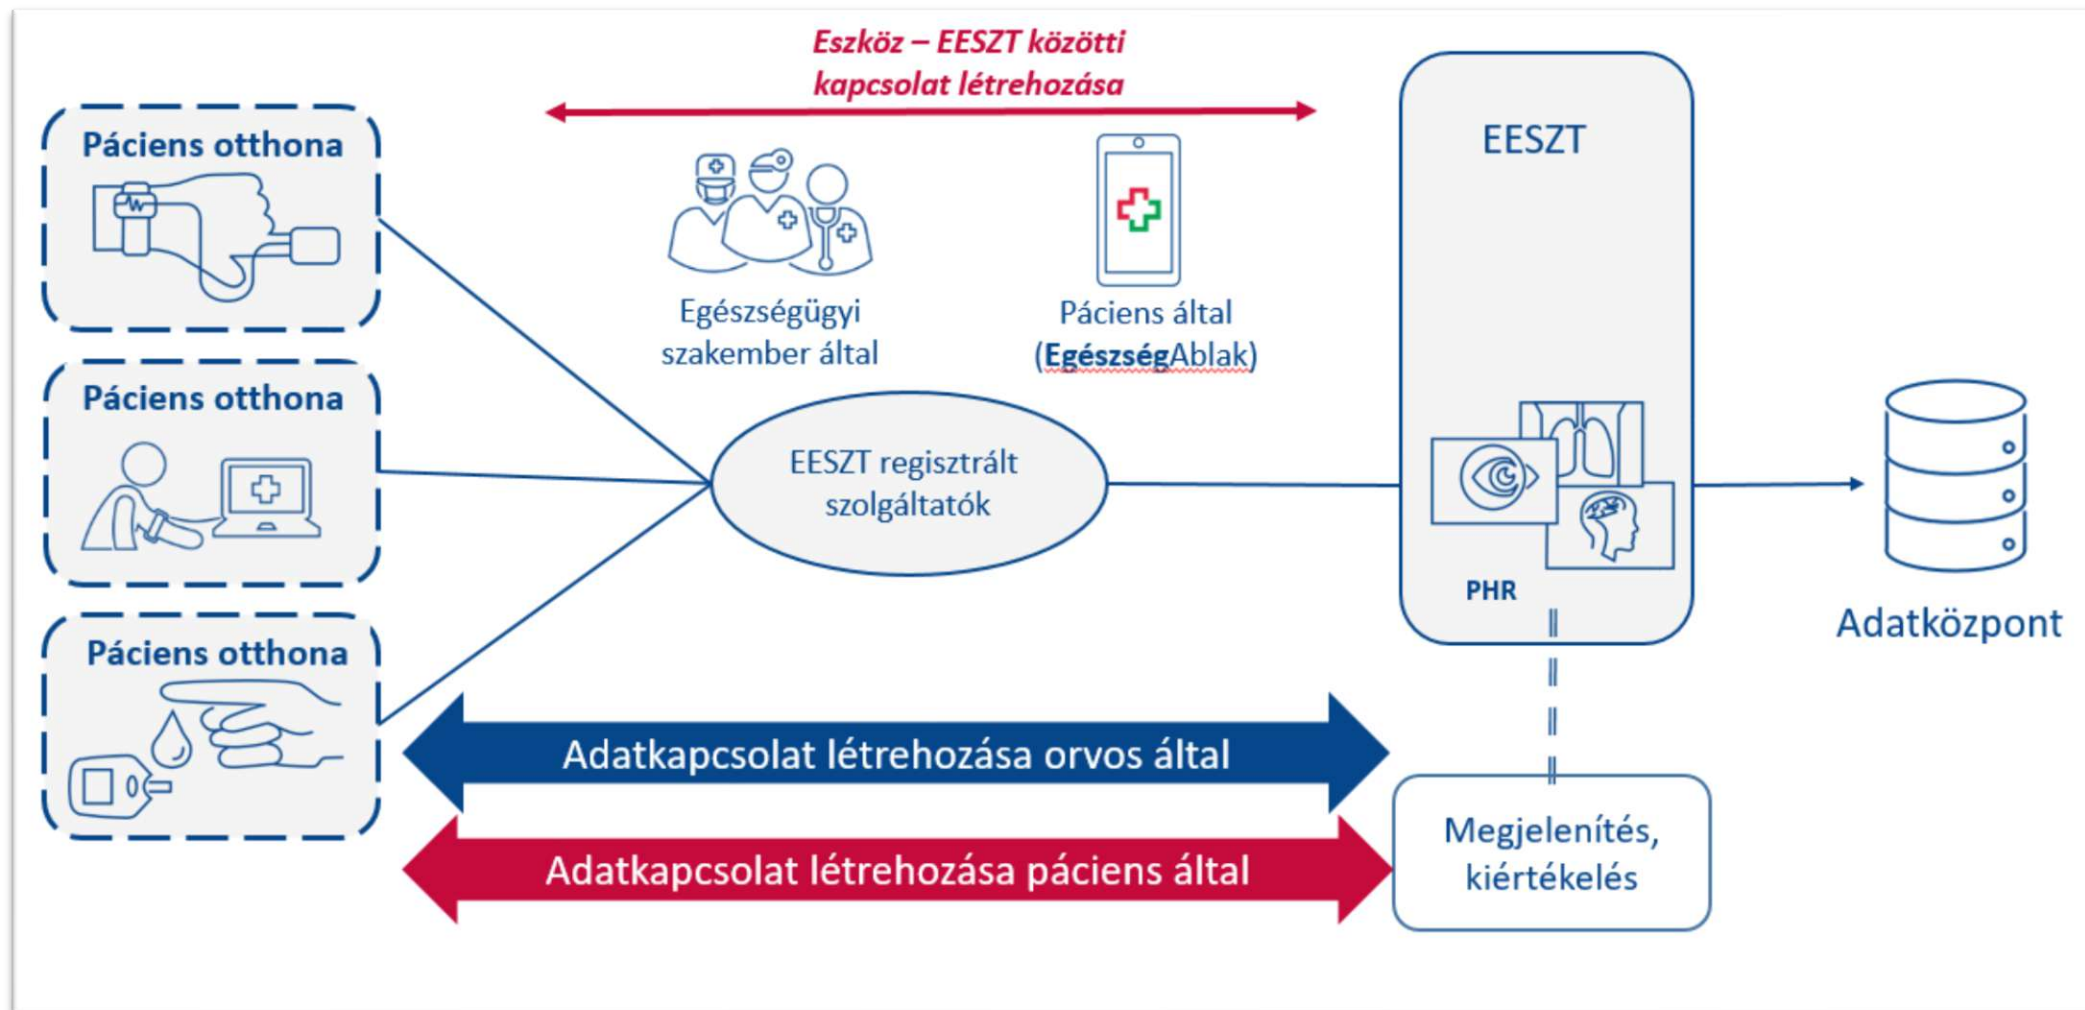 Eszköz – EESZT közötti
kapcsolat létrehozása
Páciens otthona
Páciens otthona
Páciens otthona
Egészségügyi
szakember által
Páciens által
(EgészségAblak)
EESZT regisztrált
szolgáltatók
EESZT
PHR
Adatközpont
Adatkapcsolat létrehozása orvos által
Adatkapcsolat létrehozása páciens által
Megjelenítés,
kiértékelés